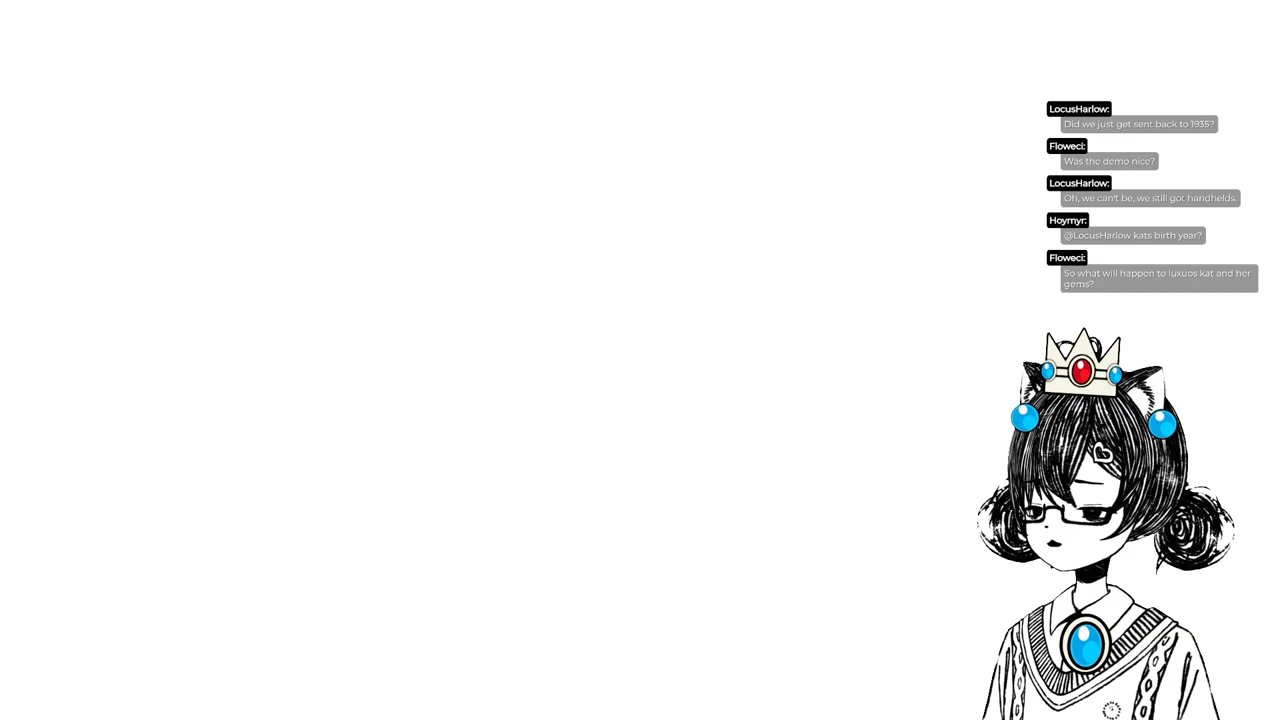 LocusHarlow:
Did we just get sent back to 1935?
Floweci:
Was the demo nice?
LocusHarlow:
Oh, we can't be, we still got handhelds.
Hoymyr:
@LocusHarlow kats birth year?
Floweci:
So what will happen to luxuos kat and her
gems?